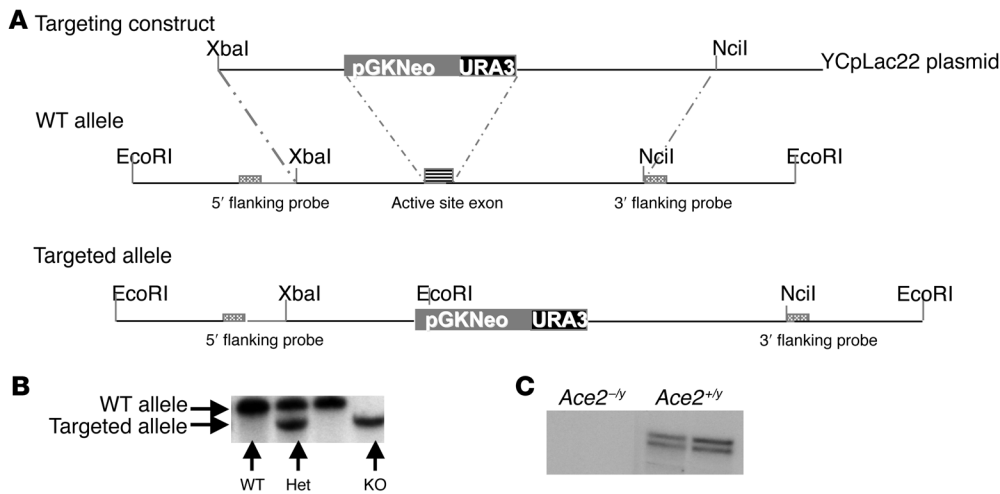 A Targeting construct
XbaI NciI
pGKNeo URA3 YCpLac22 plasmid
WT allele
EcoRI XbaI NciI EcoRI
5′ flanking probe Active site exon 3′ flanking probe
Targeted allele
EcoRI XbaI EcoRI NciI EcoRI
pGKNeo URA3
5′ flanking probe 3′ flanking probe
B
WT allele
Targeted allele
WT Het KO
C
Ace2−/y Ace2+/y